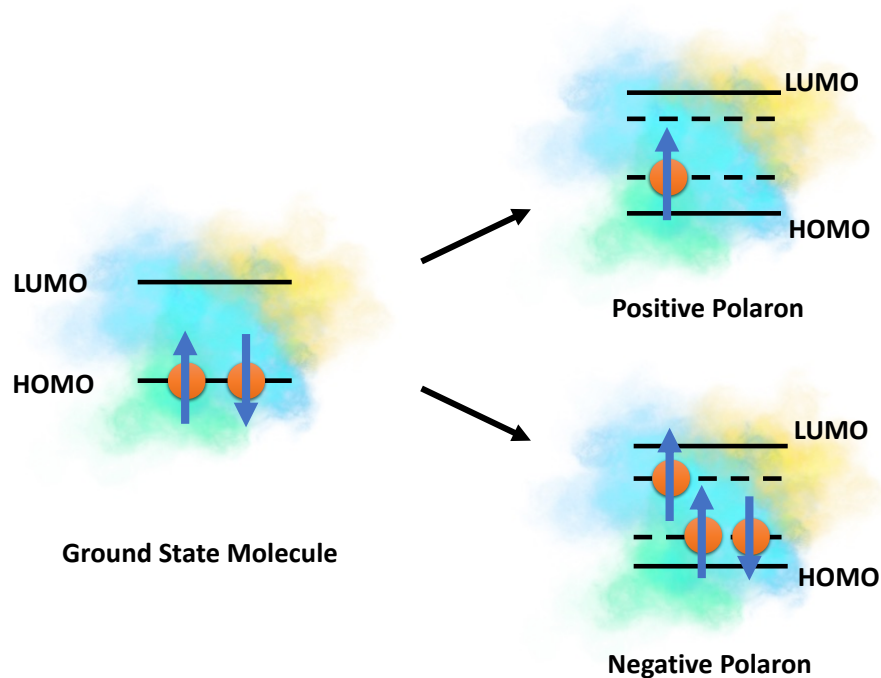 LUMO
HOMO
Ground State Molecule
LUMO
HOMO
Positive Polaron
LUMO
HOMO
Negative Polaron